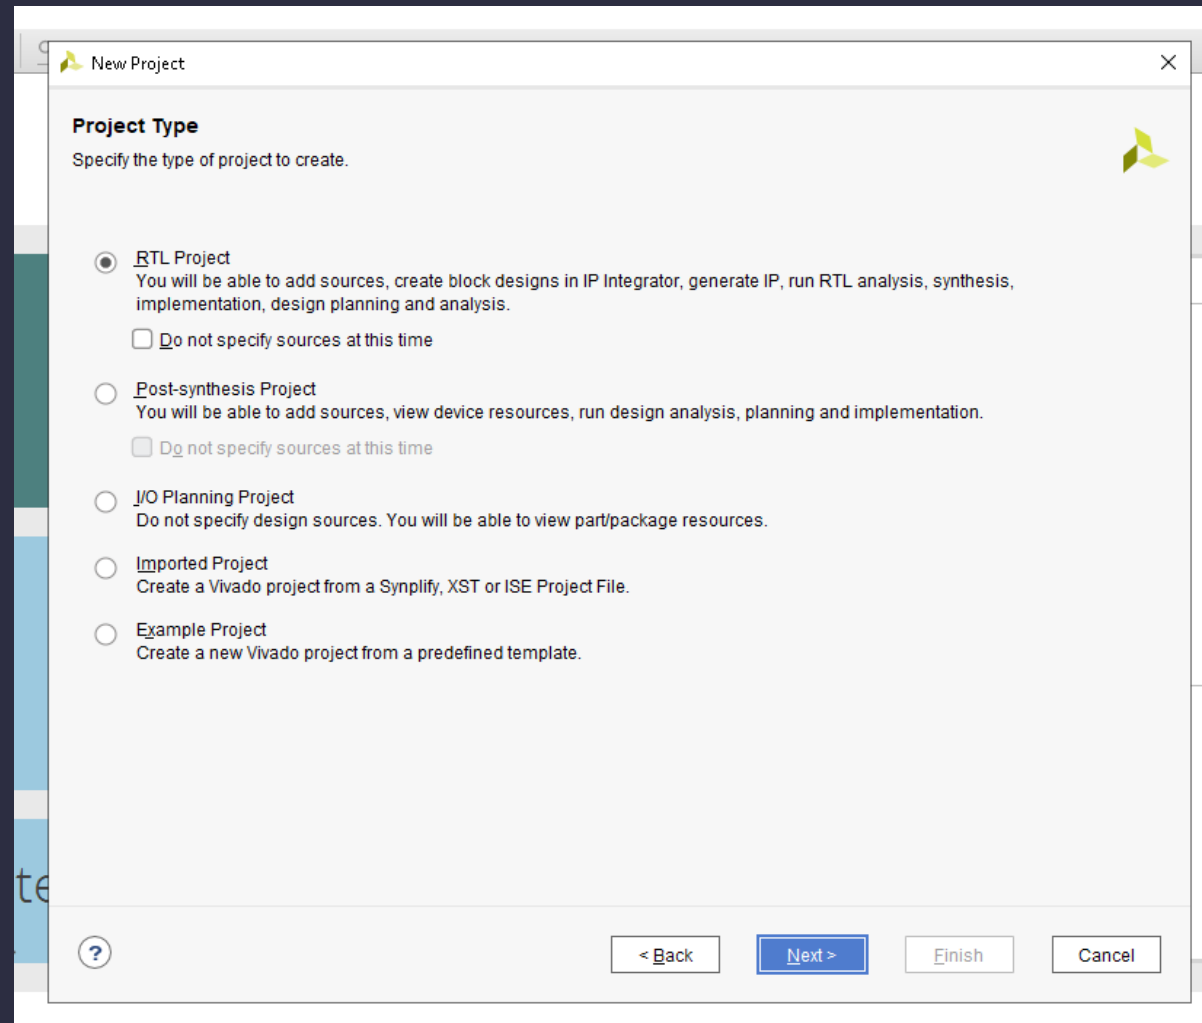 New Project
Project Type
Specify the type of project to create.
RTL Project
You will be able to add sources, create block designs in IP Integrator, generate IP, run RTL analysis, synthesis,
implementation, design planning and analysis.
Do not specify sources at this time
Post-synthesis Project
You will be able to add sources, view device resources, run design analysis, planning and implementation.
Do not specify sources at this time
I/O Planning Project
Do not specify design sources. You will be able to view part/package resources.
Imported Project
Create a Vivado project from a Synplify, XST or ISE Project File.
Example Project
Create a new Vivado project from a predefined template.
te
? < Back Next > Finish Cancel